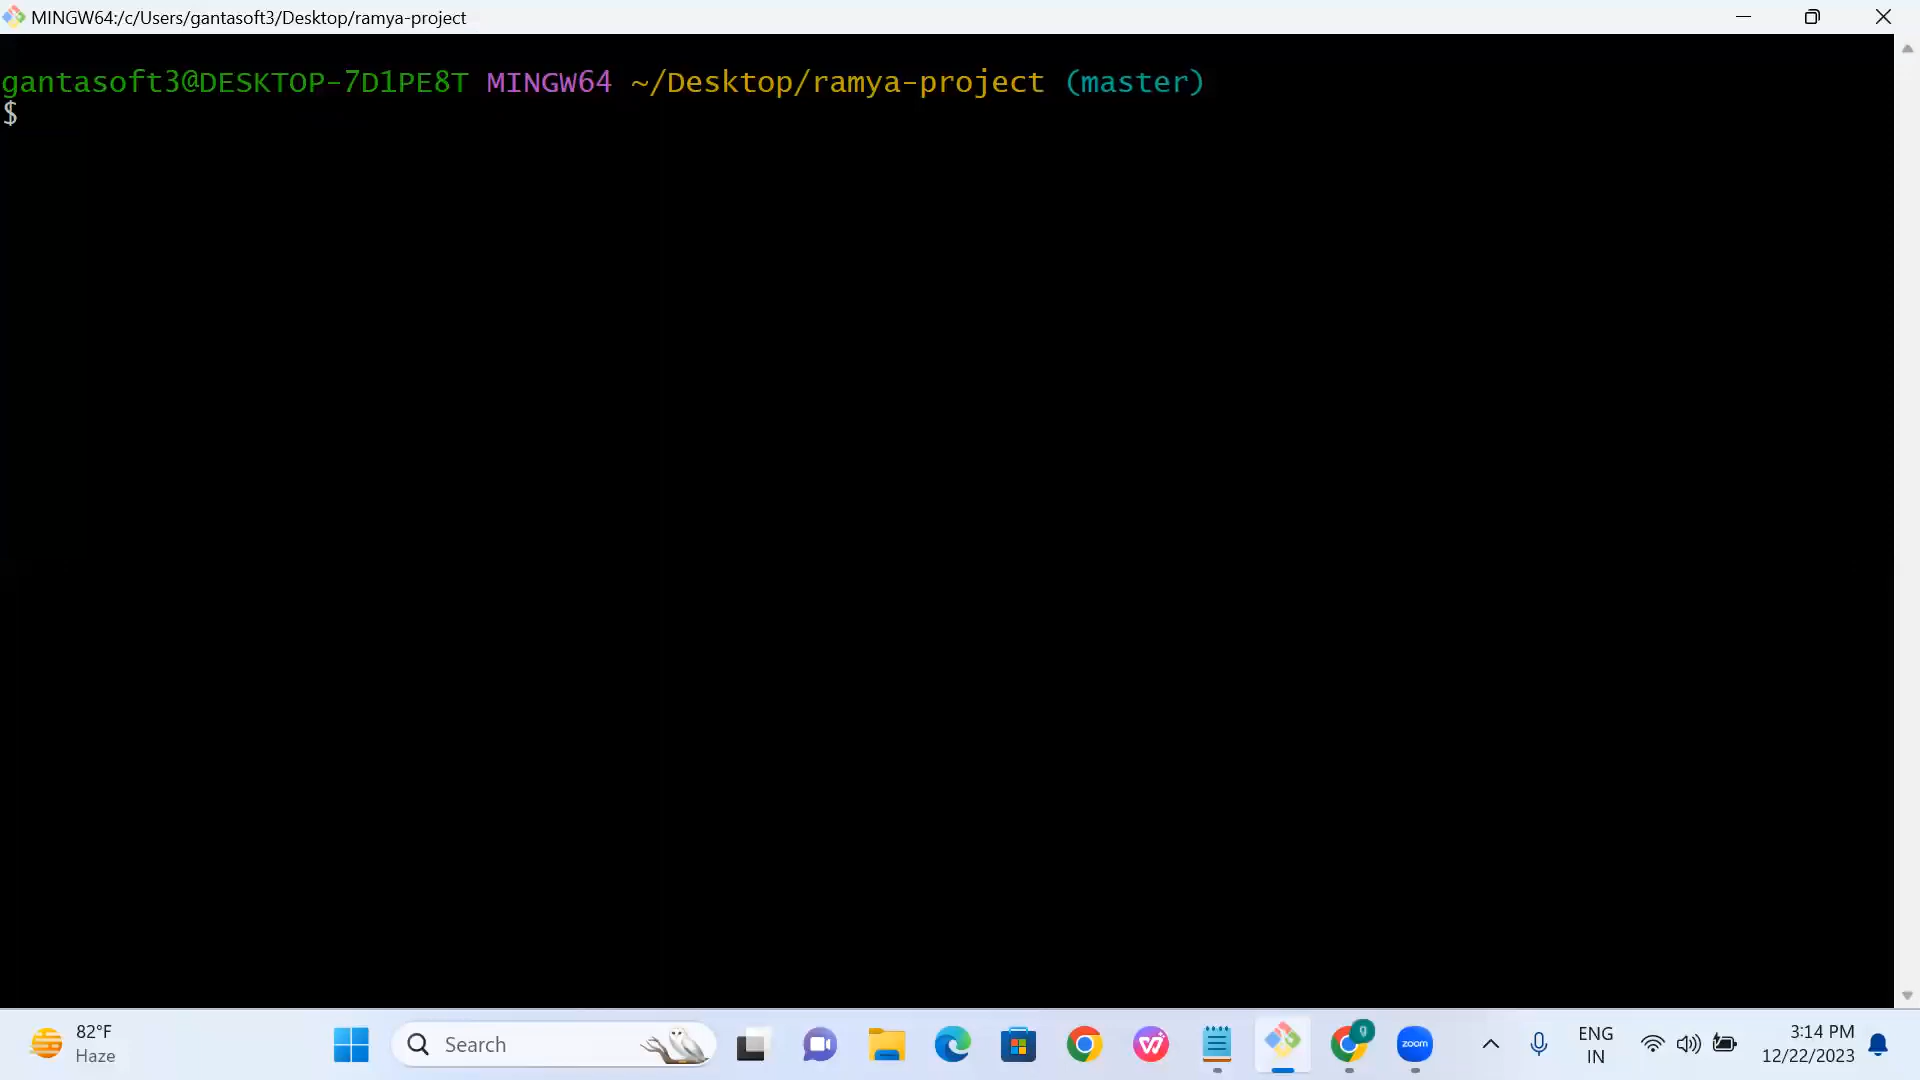 MINGW64:/c/Users/gantasoft3/Desktop/ramya-project
gantasoft3@DESKTOP-7D1PE8T MINGW64 ~/Desktop/ramya-project (master)
$
82°F
Haze
Search
g
zoom
ENG
IN
3:14 PM
12/22/2023